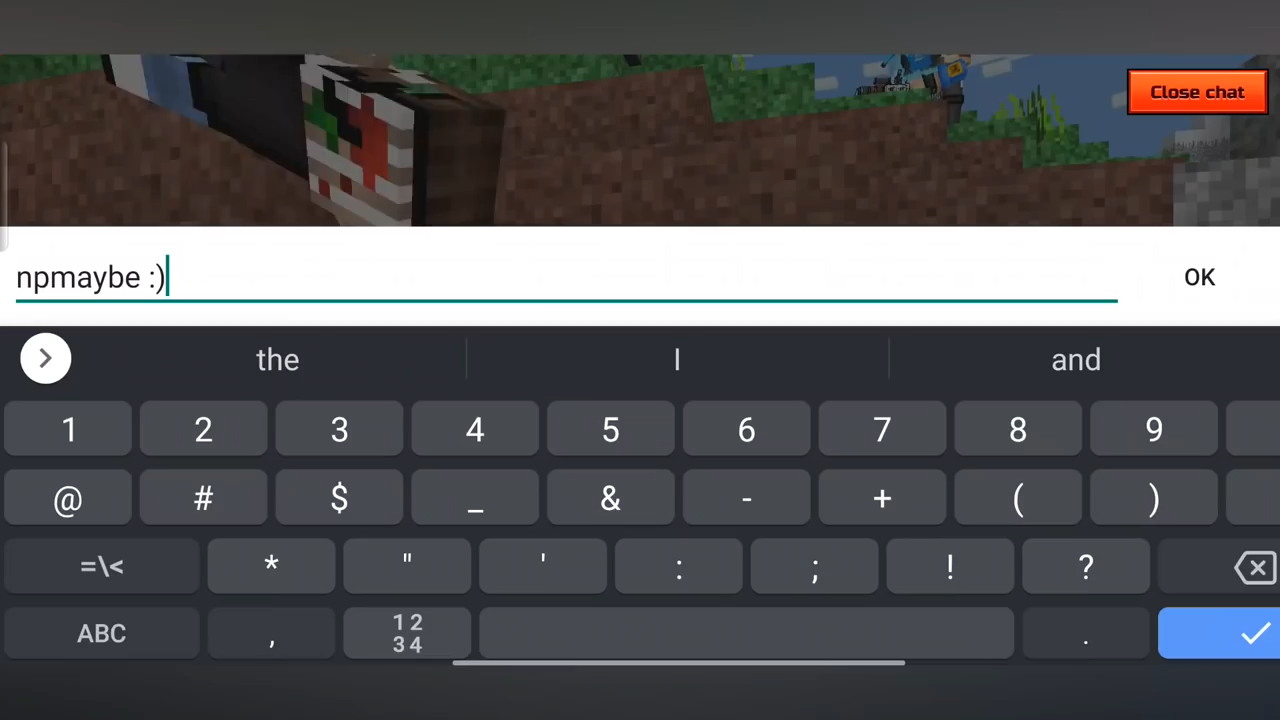 Close chat
npmaybe :)
OK
the I and
1 2 3 4 5 6 7 8 9
@ # $ _ & - + ( )
=\< * " ' : ; ! ?
ABC , 1 2 .
3 4